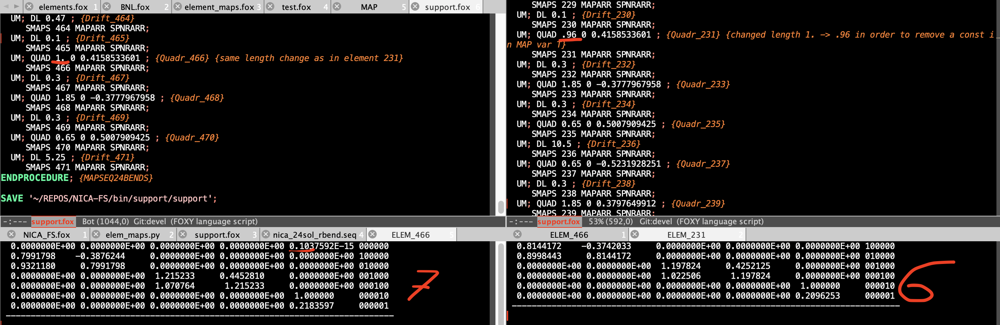 elements.fox 1 BNL.fox 2 element_maps.fox 3 test.fox 4 MAP 5 support.fox 6
UM; DL 0.47 ; {Drift_464}
SMAPS 464 MAPARR SPNRARR;
UM; DL 0.1 ; {Drift_465}
SMAPS 465 MAPARR SPNRARR;
UM; QUAD 1. 0 0.4158533601 ; {Quadr_466} {same length change as in element 231}
SMAPS 466 MAPARR SPNRARR;
UM; DL 0.3 ; {Drift_467}
SMAPS 467 MAPARR SPNRARR;
UM; QUAD 1.85 0 -0.3777967958 ; {Quadr_468}
SMAPS 468 MAPARR SPNRARR;
UM; DL 0.3 ; {Drift_469}
SMAPS 469 MAPARR SPNRARR;
UM; QUAD 0.65 0 0.5007909425 ; {Quadr_470}
SMAPS 470 MAPARR SPNRARR;
UM; DL 5.25 ; {Drift_471}
SMAPS 471 MAPARR SPNRARR;
ENDPROCEDURE; {MAPSEQ24BENDS}
SAVE '~/REPOS/NICA-FS/bin/support/support';
-:--- support.fox Bot (1044,0) Git:devel (FOXY language script)
SMAPS 229 MAPARR SPNRARR;
UM; DL 0.1 ; {Drift_230}
SMAPS 230 MAPARR SPNRARR;
UM; QUAD .96 0 0.4158533601 ; {Quadr_231} {changed length 1. -> .96 in order to remove a const i
n MAP var T}
SMAPS 231 MAPARR SPNRARR;
UM; DL 0.3 ; {Drift_232}
SMAPS 232 MAPARR SPNRARR;
UM; QUAD 1.85 0 -0.3777967958 ; {Quadr_233}
SMAPS 233 MAPARR SPNRARR;
UM; DL 0.3 ; {Drift_234}
SMAPS 234 MAPARR SPNRARR;
UM; QUAD 0.65 0 0.5007909425 ; {Quadr_235}
SMAPS 235 MAPARR SPNRARR;
UM; DL 10.5 ; {Drift_236}
SMAPS 236 MAPARR SPNRARR;
UM; QUAD 0.65 0 -0.5231928251 ; {Quadr_237}
SMAPS 237 MAPARR SPNRARR;
UM; DL 0.3 ; {Drift_238}
SMAPS 238 MAPARR SPNRARR;
UM; QUAD 1.85 0 0.3797649912 ; {Quadr_239}
SMAPS 239 MAPARR SPNRARR;
-:--- support.fox 53% (592,0) Git:devel (FOXY language script)
NICA_FS.fox 1 elem_maps.py 2 support.fox 3 nica_24sol_rbend.seq 4 ELEM_466 5
0.0000000E+00 0.0000000E+00 0.0000000E+00 0.0000000E+00 0.1037592E-15 000000
0.7991798 -0.3876244 0.0000000E+00 0.0000000E+00 0.0000000E+00 100000
0.9321180 0.7991798 0.0000000E+00 0.0000000E+00 0.0000000E+00 010000
0.0000000E+00 0.0000000E+00 1.215233 0.4452810 0.0000000E+00 001000
0.0000000E+00 0.0000000E+00 1.070764 1.215233 0.0000000E+00 000100
0.0000000E+00 0.0000000E+00 0.0000000E+00 0.0000000E+00 1.000000 000010
0.0000000E+00 0.0000000E+00 0.0000000E+00 0.0000000E+00 0.2183597 000001
7
ELEM_466 1 ELEM_231 2
0.8144172 -0.3742033 0.0000000E+00 0.0000000E+00 0.0000000E+00 100000
0.8998443 0.8144172 0.0000000E+00 0.0000000E+00 0.0000000E+00 010000
0.0000000E+00 0.0000000E+00 1.197824 0.4252125 0.0000000E+00 001000
0.0000000E+00 0.0000000E+00 1.022506 1.197824 0.0000000E+00 000100
0.0000000E+00 0.0000000E+00 0.0000000E+00 0.0000000E+00 1.000000 000010
0.0000000E+00 0.0000000E+00 0.0000000E+00 0.0000000E+00 0.2096253 000001
6